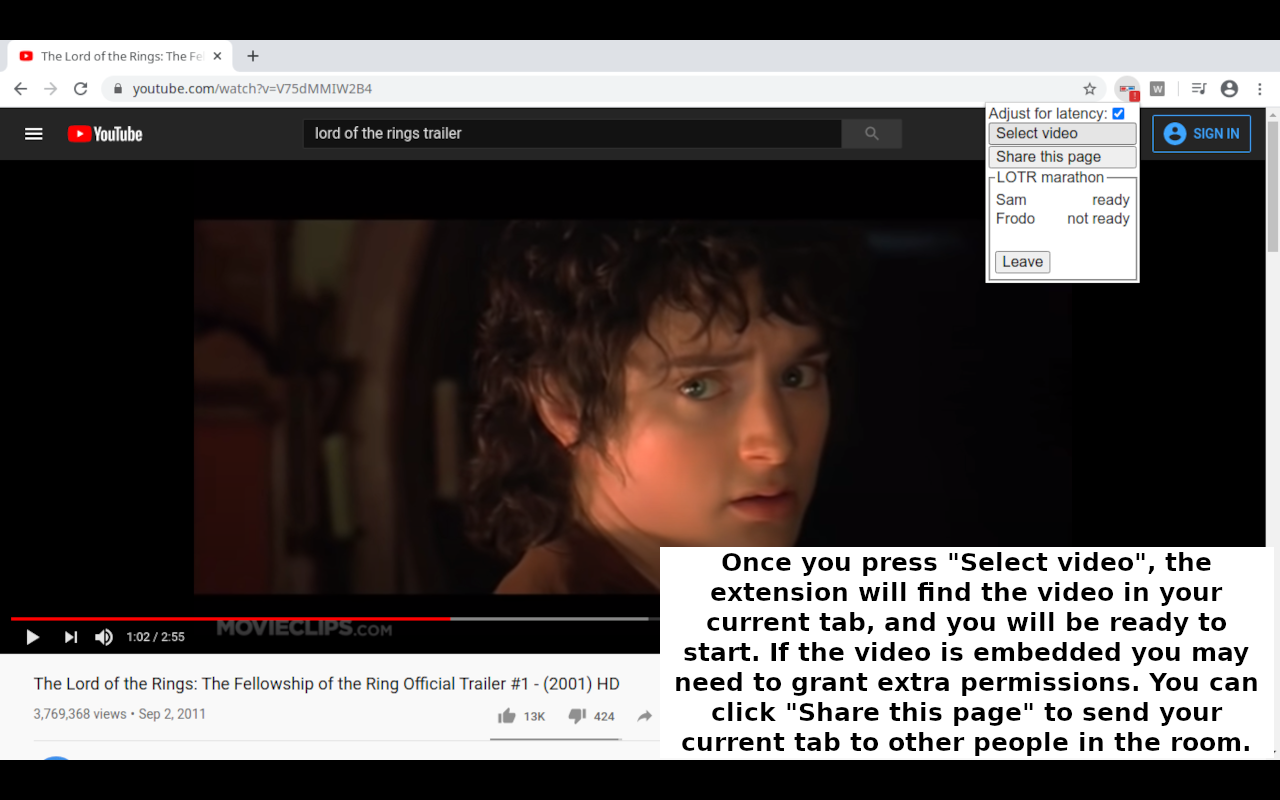 The Lord of the Rings: The Fe
youtube.com/watch?v=V75dMMIW2B4
W
!
YouTube
lord of the rings trailer
SIGN IN
Adjust for latency:
Select video
Share this page
LOTR marathon
Sam ready
Frodo not ready
Leave
1:02 / 2:55
MOVIECLIPS.COM
The Lord of the Rings: The Fellowship of the Ring Official Trailer #1 - (2001) HD
3,769,368 views • Sep 2, 2011
13K 424
Once you press "Select video", the
extension will find the video in your
current tab, and you will be ready to
start. If the video is embedded you may
need to grant extra permissions. You can
click "Share this page" to send your
current tab to other people in the room.